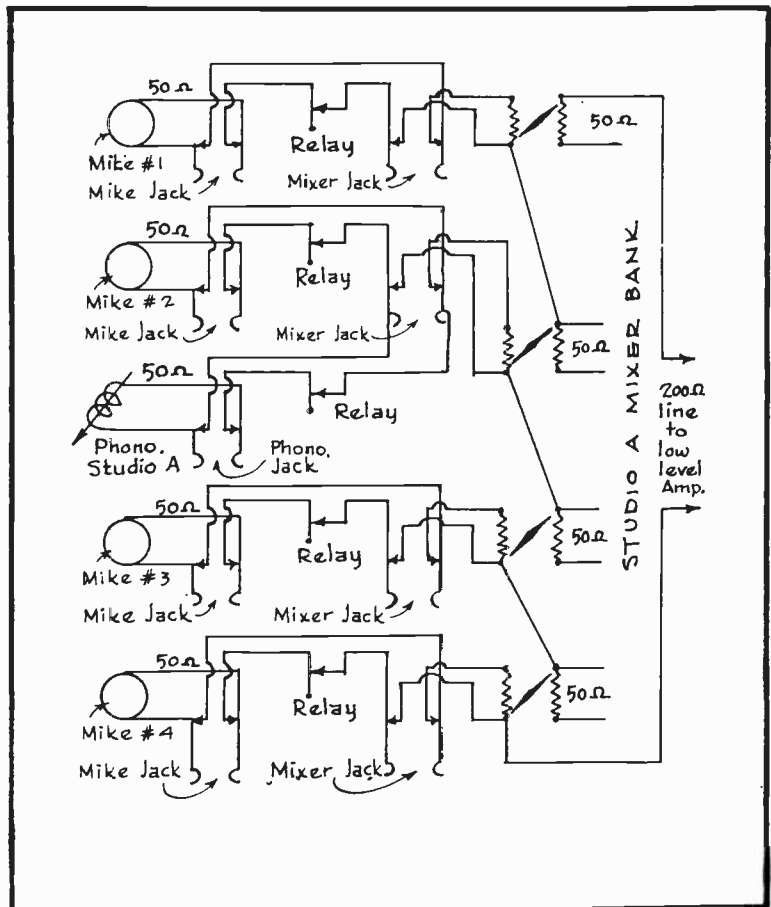 50Ω
Mike #1
Mike Jack
Relay
Mixer Jack
50Ω
50Ω
Mike #2
Mike Jack
Relay
Mixer Jack
50Ω
50Ω
Phono.
Studio A
Phono.
Jack
Relay
200Ω
line
to
low
level
Amp.
STUDIO A MIXER BANK
50Ω
Mike #3
Mike Jack
Relay
Mixer Jack
50Ω
50Ω
Mike #4
Mike Jack
Relay
Mixer Jack
50Ω